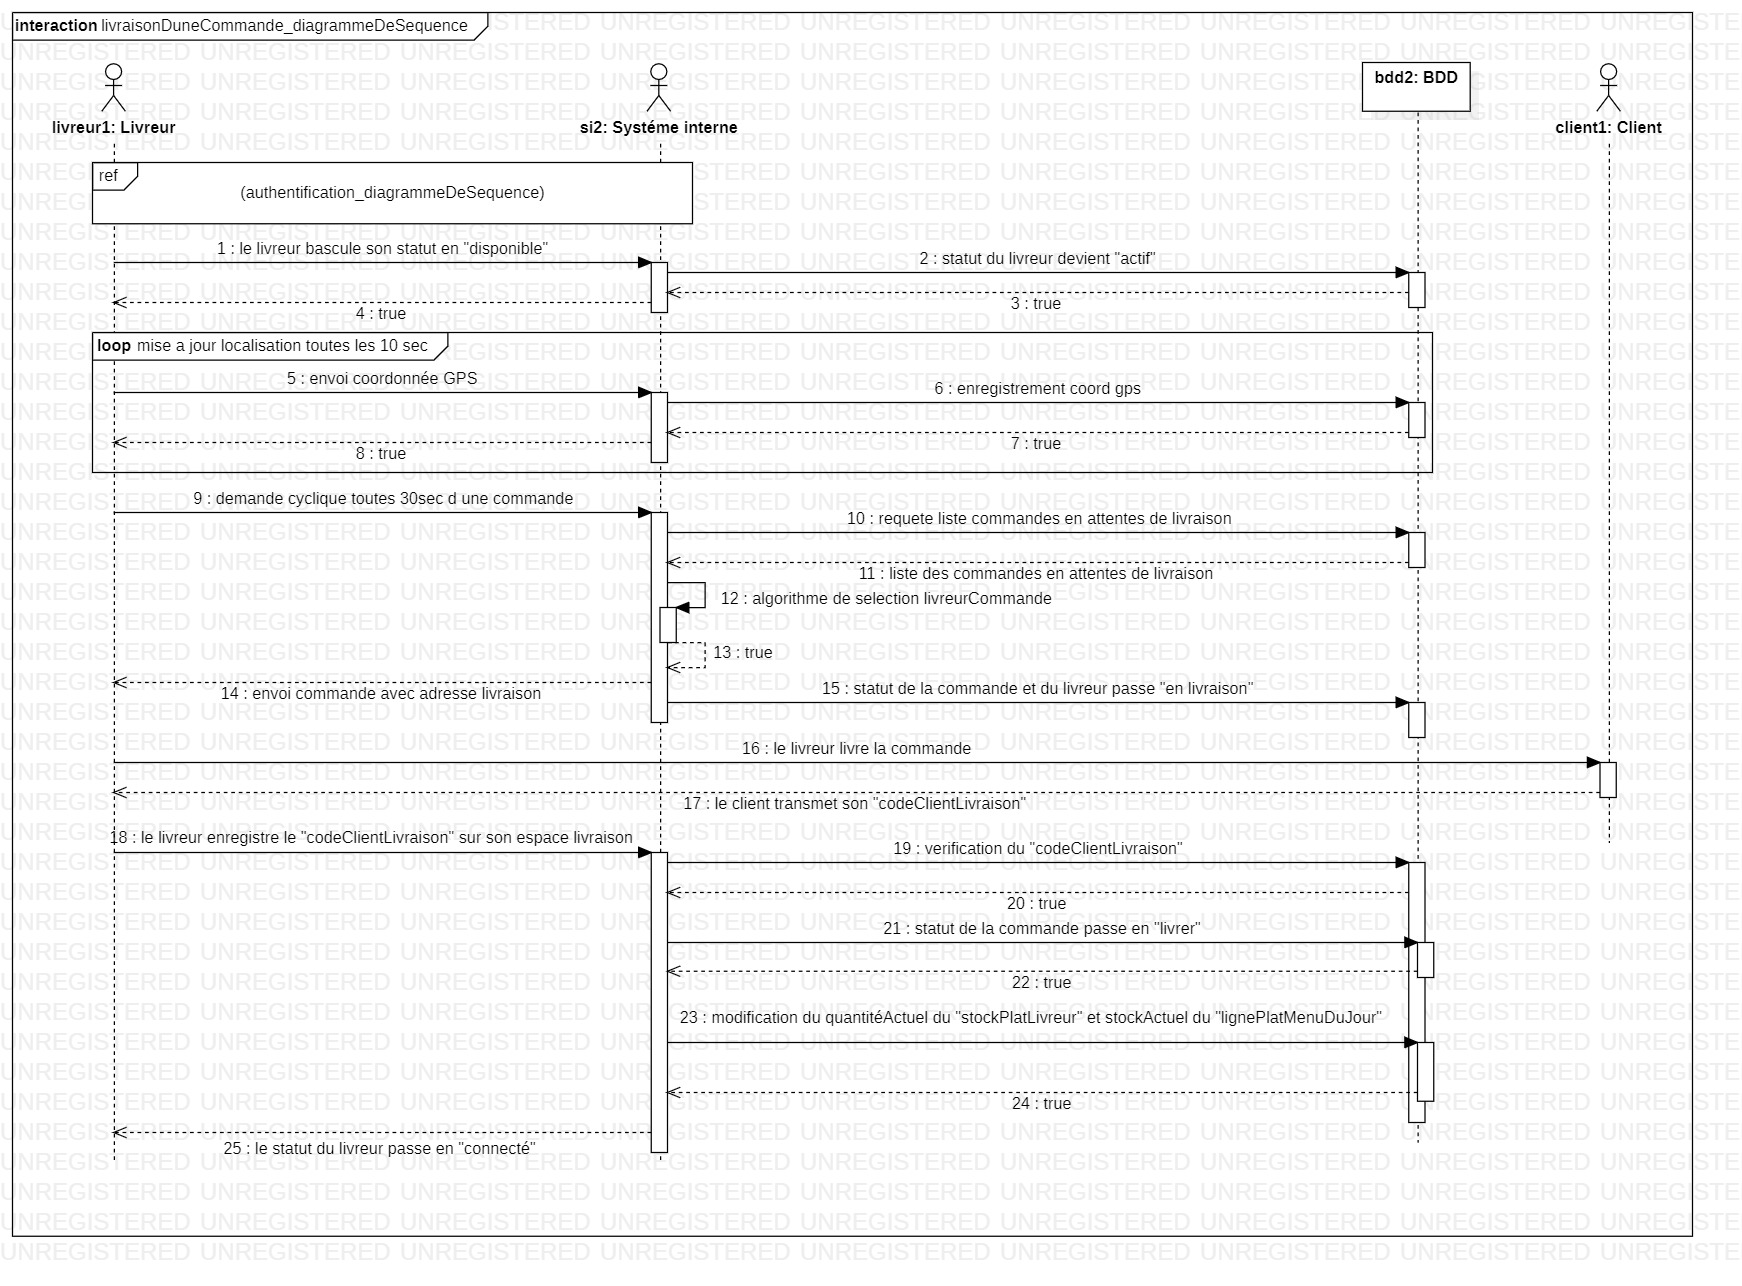 interaction livraisonDuneCommande_diagrammeDeSequence
livreur1: Livreur
si2: Systéme interne
bdd2: BDD
client1: Client
ref
(authentification_diagrammeDeSequence)
1 : le livreur bascule son statut en "disponible"
2 : statut du livreur devient "actif"
3 : true
4 : true
loop mise a jour localisation toutes les 10 sec
5 : envoi coordonnée GPS
6 : enregistrement coord gps
7 : true
8 : true
9 : demande cyclique toutes 30sec d une commande
10 : requete liste commandes en attentes de livraison
11 : liste des commandes en attentes de livraison
12 : algorithme de selection livreurCommande
13 : true
14 : envoi commande avec adresse livraison
15 : statut de la commande et du livreur passe "en livraison"
16 : le livreur livre la commande
17 : le client transmet son "codeClientLivraison"
18 : le livreur enregistre le "codeClientLivraison" sur son espace livraison
19 : verification du "codeClientLivraison"
20 : true
21 : statut de la commande passe en "livrer"
22 : true
23 : modification du quantitéActuel du "stockPlatLivreur" et stockActuel du "lignePlatMenuDuJour"
24 : true
25 : le statut du livreur passe en "connecté"
UNREGISTERED